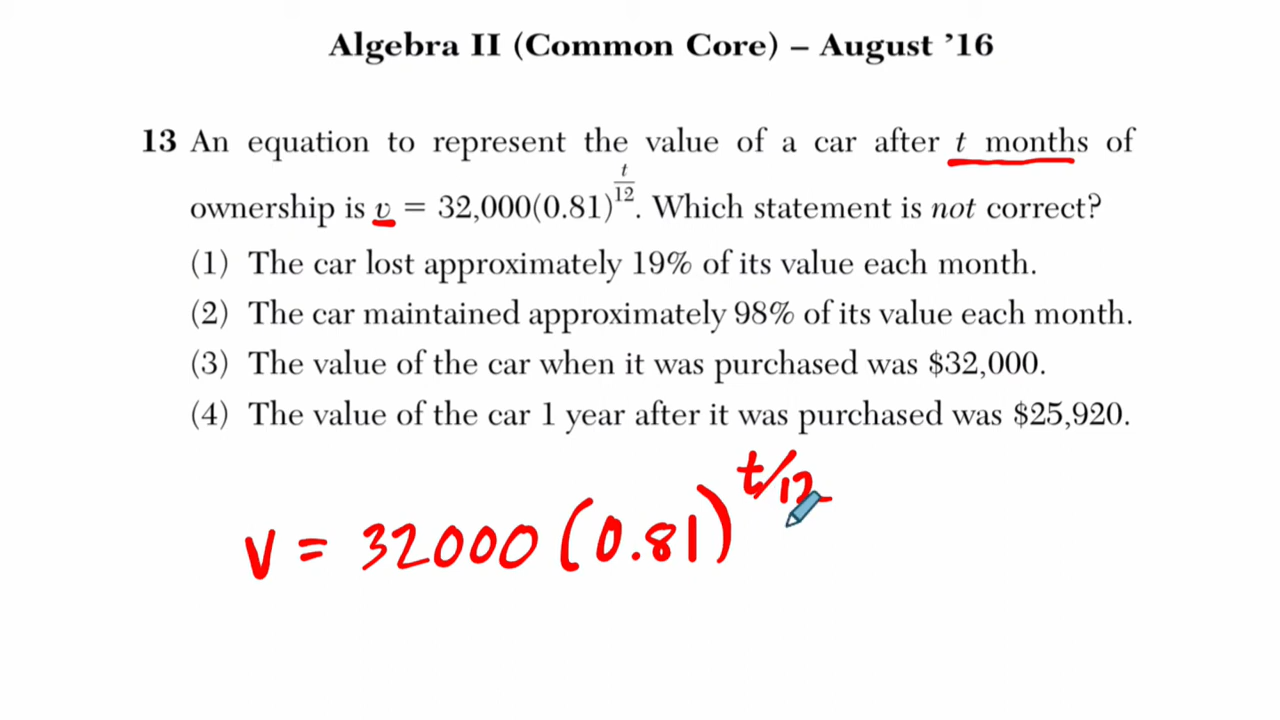 Algebra II (Common Core) – August ’16
13 An equation to represent the value of a car after t months of
ownership is v = 32,000(0.81)^(t/12). Which statement is not correct?
(1) The car lost approximately 19% of its value each month.
(2) The car maintained approximately 98% of its value each month.
(3) The value of the car when it was purchased was $32,000.
(4) The value of the car 1 year after it was purchased was $25,920.
v = 32000 (0.81)^t/12